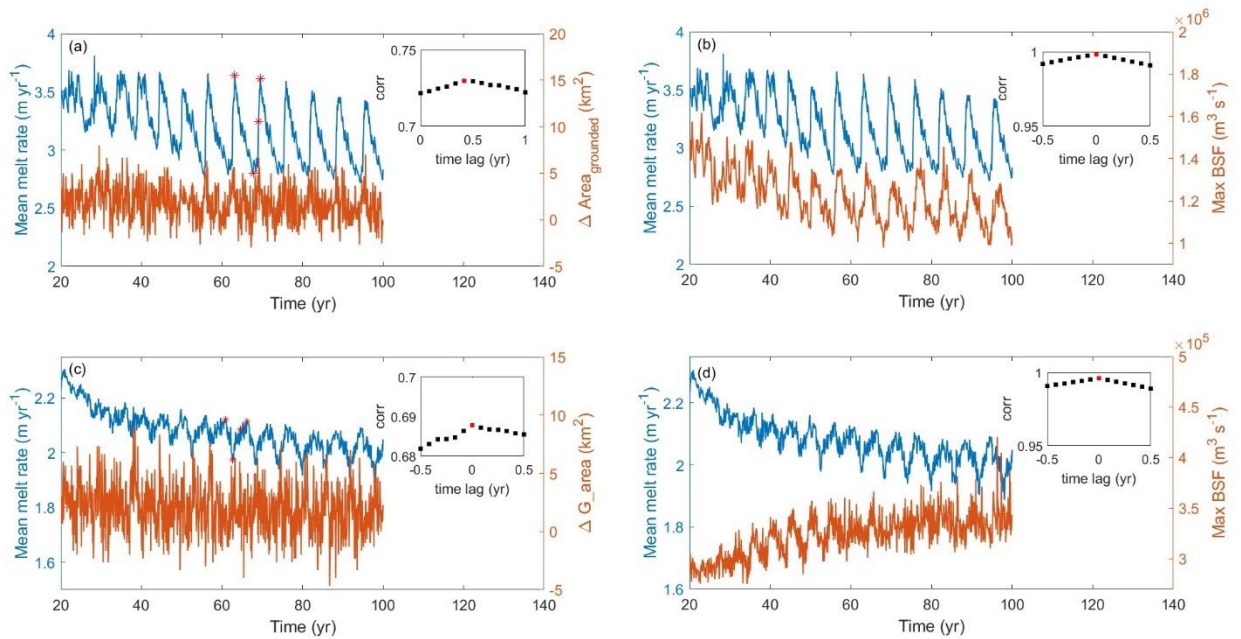 (a)
Mean melt rate (m yr-1)
4
3.5
3
2.5
2
20 40 60 80 100 120 140
Time (yr)
20
15
10
5
0
-5
Δ Area grounded (km2)
corr
0.75
0.7
0 0.5 1
time lag (yr)
(b)
Mean melt rate (m yr-1)
4
3.5
3
2.5
2
20 40 60 80 100 120 140
Time (yr)
×10^6
2
1.8
1.6
1.4
1.2
1
Max BSF (m3 s-1)
corr
1
0.95
-0.5 0 0.5
time lag (yr)
(c)
Mean melt rate (m yr-1)
2.2
2
1.8
1.6
20 40 60 80 100 120 140
Time (yr)
15
10
5
0
-5
Δ G_area (km2)
corr
0.7
0.69
0.68
-0.5 0 0.5
time lag (yr)
(d)
Mean melt rate (m yr-1)
2.2
2
1.8
1.6
20 40 60 80 100 120 140
Time (yr)
×10^5
5
4.5
4
3.5
3
Max BSF (m3 s-1)
corr
1
0.95
-0.5 0 0.5
time lag (yr)